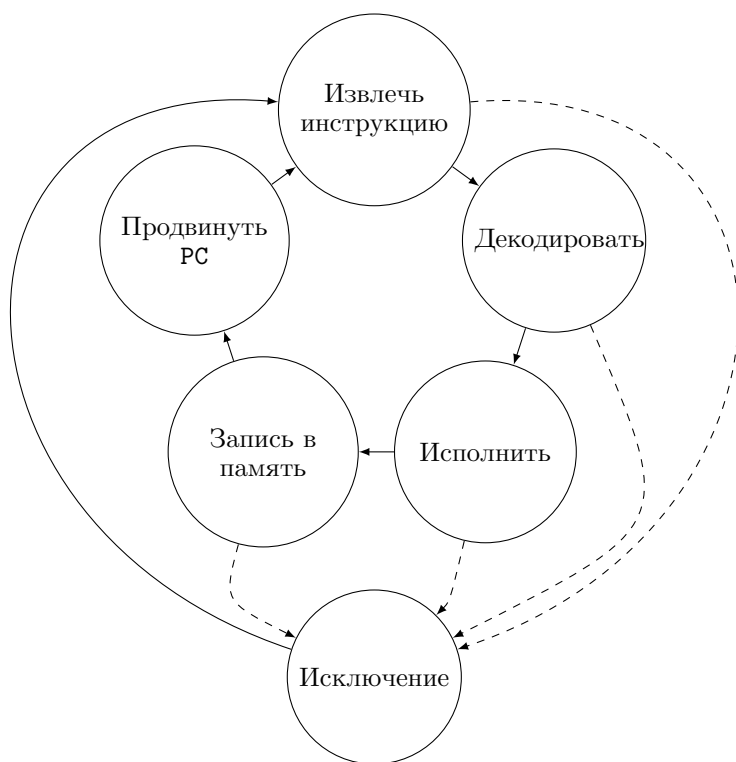 Извлечь
инструкцию
Продвинуть
PC
Декодировать
Запись в
память
Исполнить
Исключение